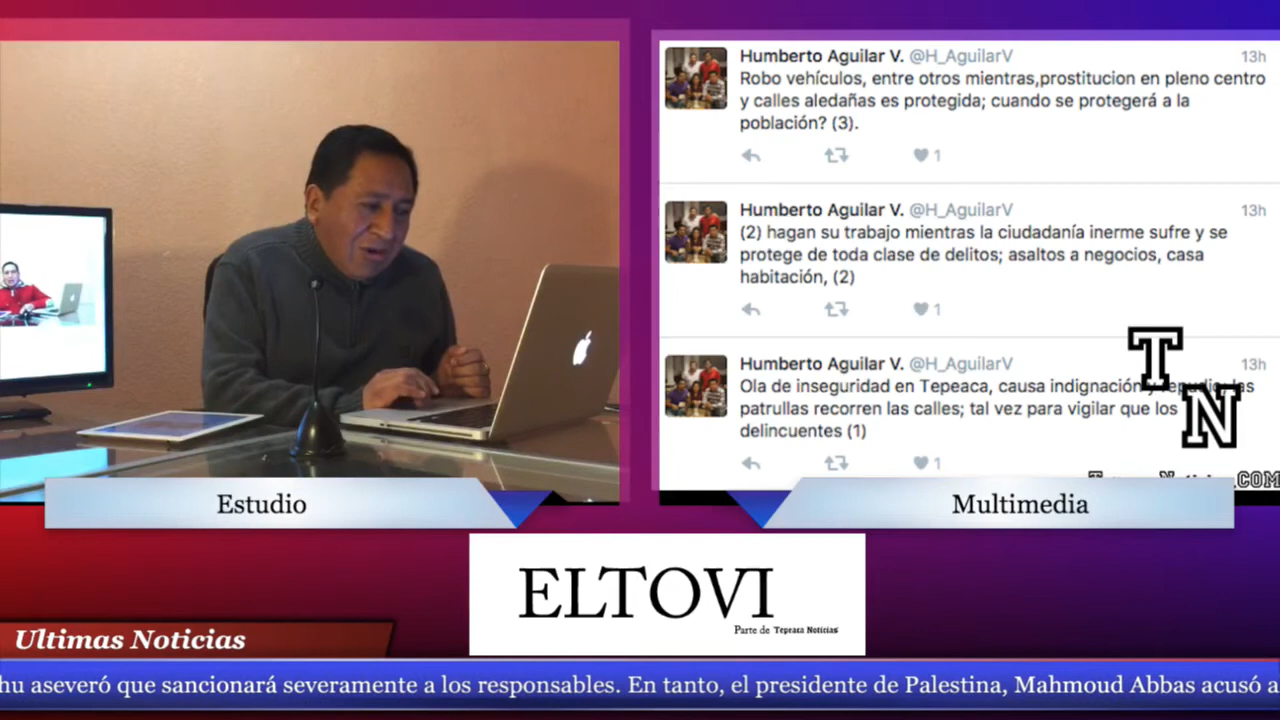 Humberto Aguilar V. @H_AguilarV 13h
Robo vehículos, entre otros mientras,prostitucion en pleno centro
y calles aledañas es protegida; cuando se protegerá a la
población? (3).
1
Humberto Aguilar V. @H_AguilarV 13h
(2) hagan su trabajo mientras la ciudadanía inerme sufre y se
protege de toda clase de delitos; asaltos a negocios, casa
habitación, (2)
1
Humberto Aguilar V. @H_AguilarV 13h
Ola de inseguridad en Tepeaca, causa indignación y repudio; las
patrullas recorren las calles; tal vez para vigilar que los
delincuentes (1)
1
T
N
.COM
Estudio
Multimedia
ELTOVI
Parte de Tepeaca Noticias
Ultimas Noticias
hu aseveró que sancionará severamente a los responsables. En tanto, el presidente de Palestina, Mahmoud Abbas acusó a